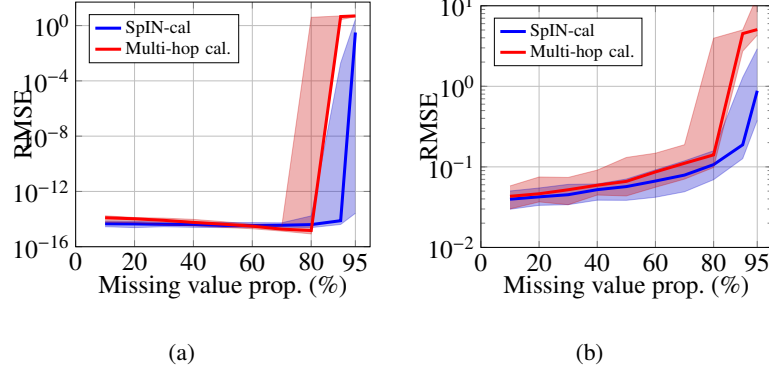 10^0
10^−4
10^−8
10^−12
10^−16
RMSE
SpIN-cal
Multi-hop cal.
0 20 40 60 80 95
Missing value prop. (%)
(a)
10^1
10^0
10^−1
10^−2
RMSE
SpIN-cal
Multi-hop cal.
0 20 40 60 80 95
Missing value prop. (%)
(b)